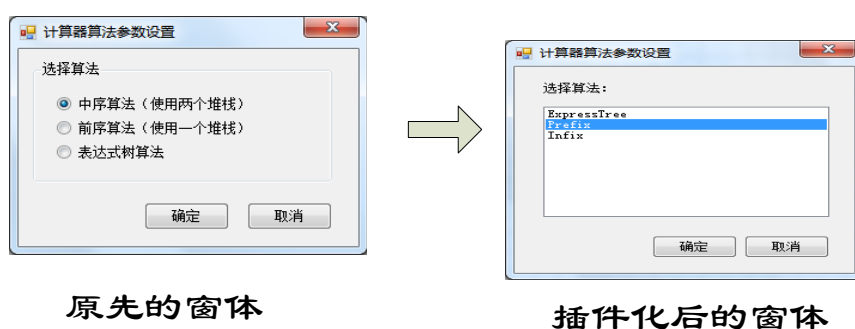 计算器算法参数设置
选择算法
中序算法（使用两个堆栈）
前序算法（使用一个堆栈）
表达式树算法
确定
取消
原先的窗体
计算器算法参数设置
选择算法：
ExpressTree
Prefix
Infix
确定
取消
插件化后的窗体